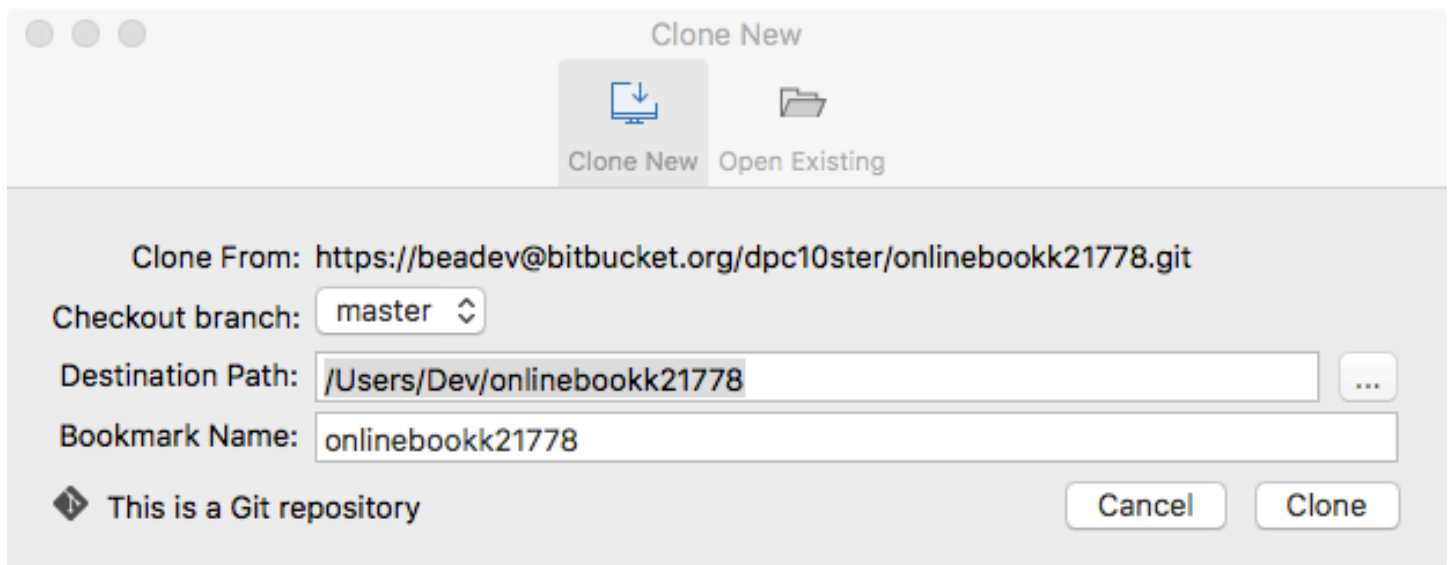 Clone New
Clone New Open Existing
Clone From: https://beadev@bitbucket.org/dpc10ster/onlinebookk21778.git
Checkout branch: master
Destination Path: /Users/Dev/onlinebookk21778 ...
Bookmark Name: onlinebookk21778
This is a Git repository Cancel Clone